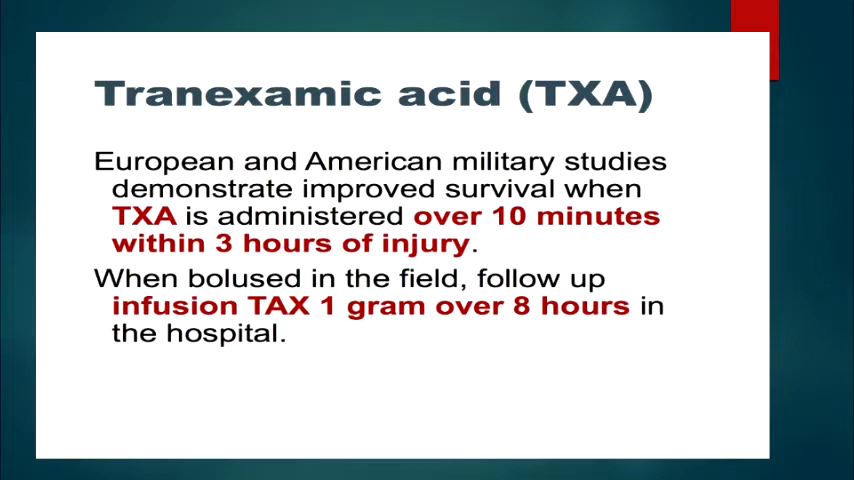 Tranexamic acid (TXA)
European and American military studies
demonstrate improved survival when
TXA is administered over 10 minutes
within 3 hours of injury.
When bolused in the field, follow up
infusion TAX 1 gram over 8 hours in
the hospital.